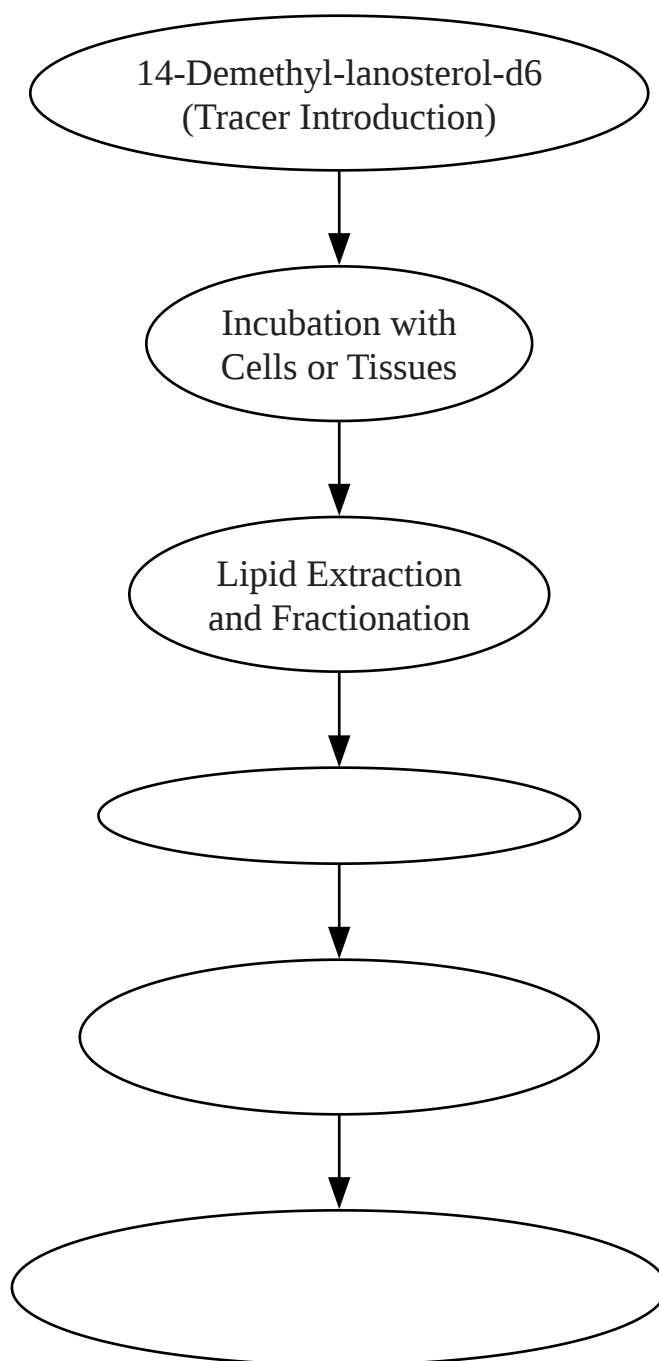 14-Demethyl-lanosterol-d6
(Tracer Introduction)
Incubation with
Cells or Tissues
Lipid Extraction
and Fractionation